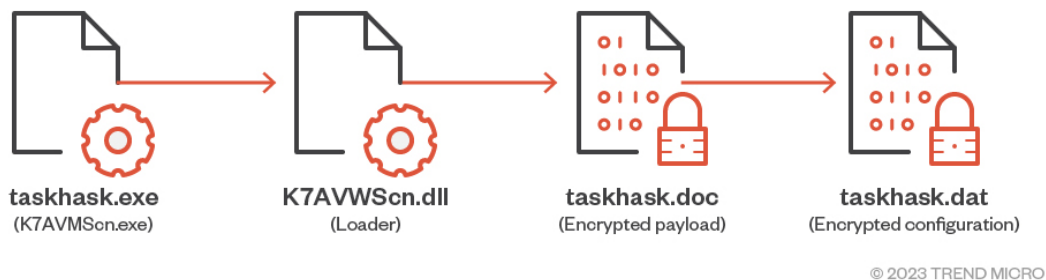 taskhask.exe
(K7AVMScn.exe)
K7AVWScn.dll
(Loader)
taskhask.doc
(Encrypted payload)
taskhask.dat
(Encrypted configuration)
© 2023 TREND MICRO